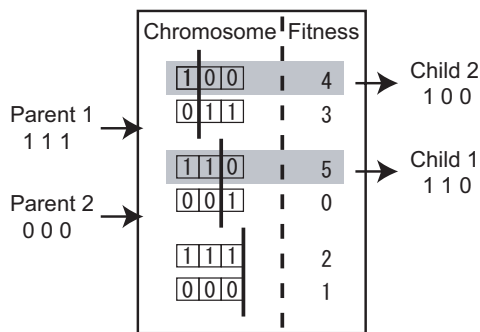 Chromosome Fitness
1 0 0 4
0 1 1 3
1 1 0 5
0 0 1 0
1 1 1 2
0 0 0 1
Parent 1
1 1 1
Parent 2
0 0 0
Child 2
1 0 0
Child 1
1 1 0